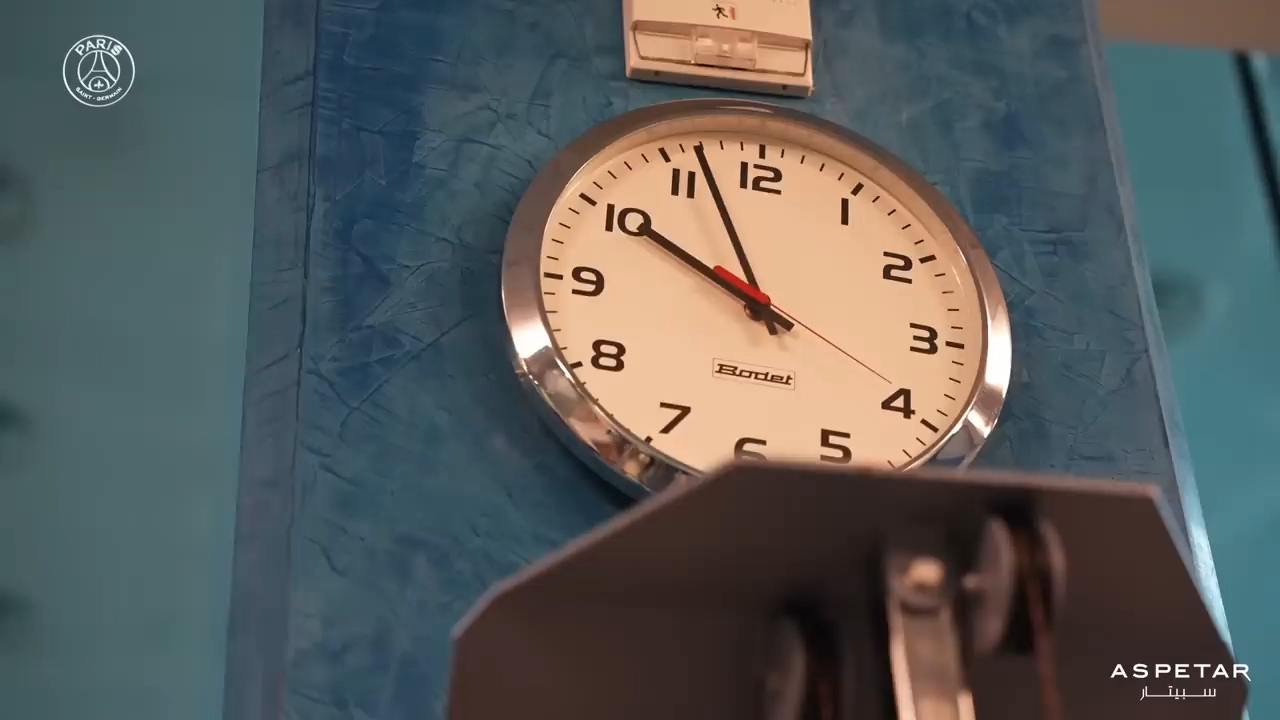 PARIS
SAINT-GERMAIN
12
11
1
10
2
9
3
8
4
7
5
6
Bodet
ASPETAR
سبيتار